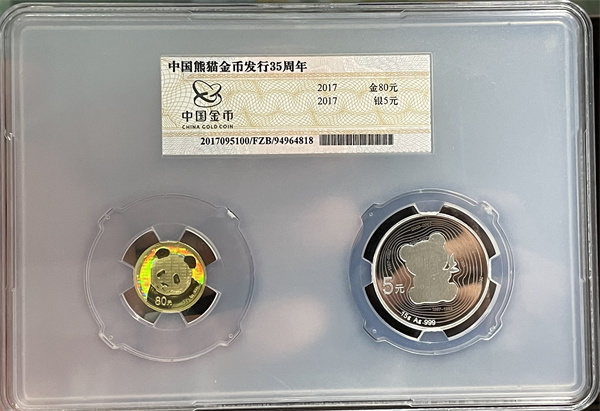 中国熊猫金币发行35周年
2017 金80元
2017 银5元
中国金币
CHINA GOLD COIN
2017095100/FZB/94964818
80元
5元
15g Ag .999